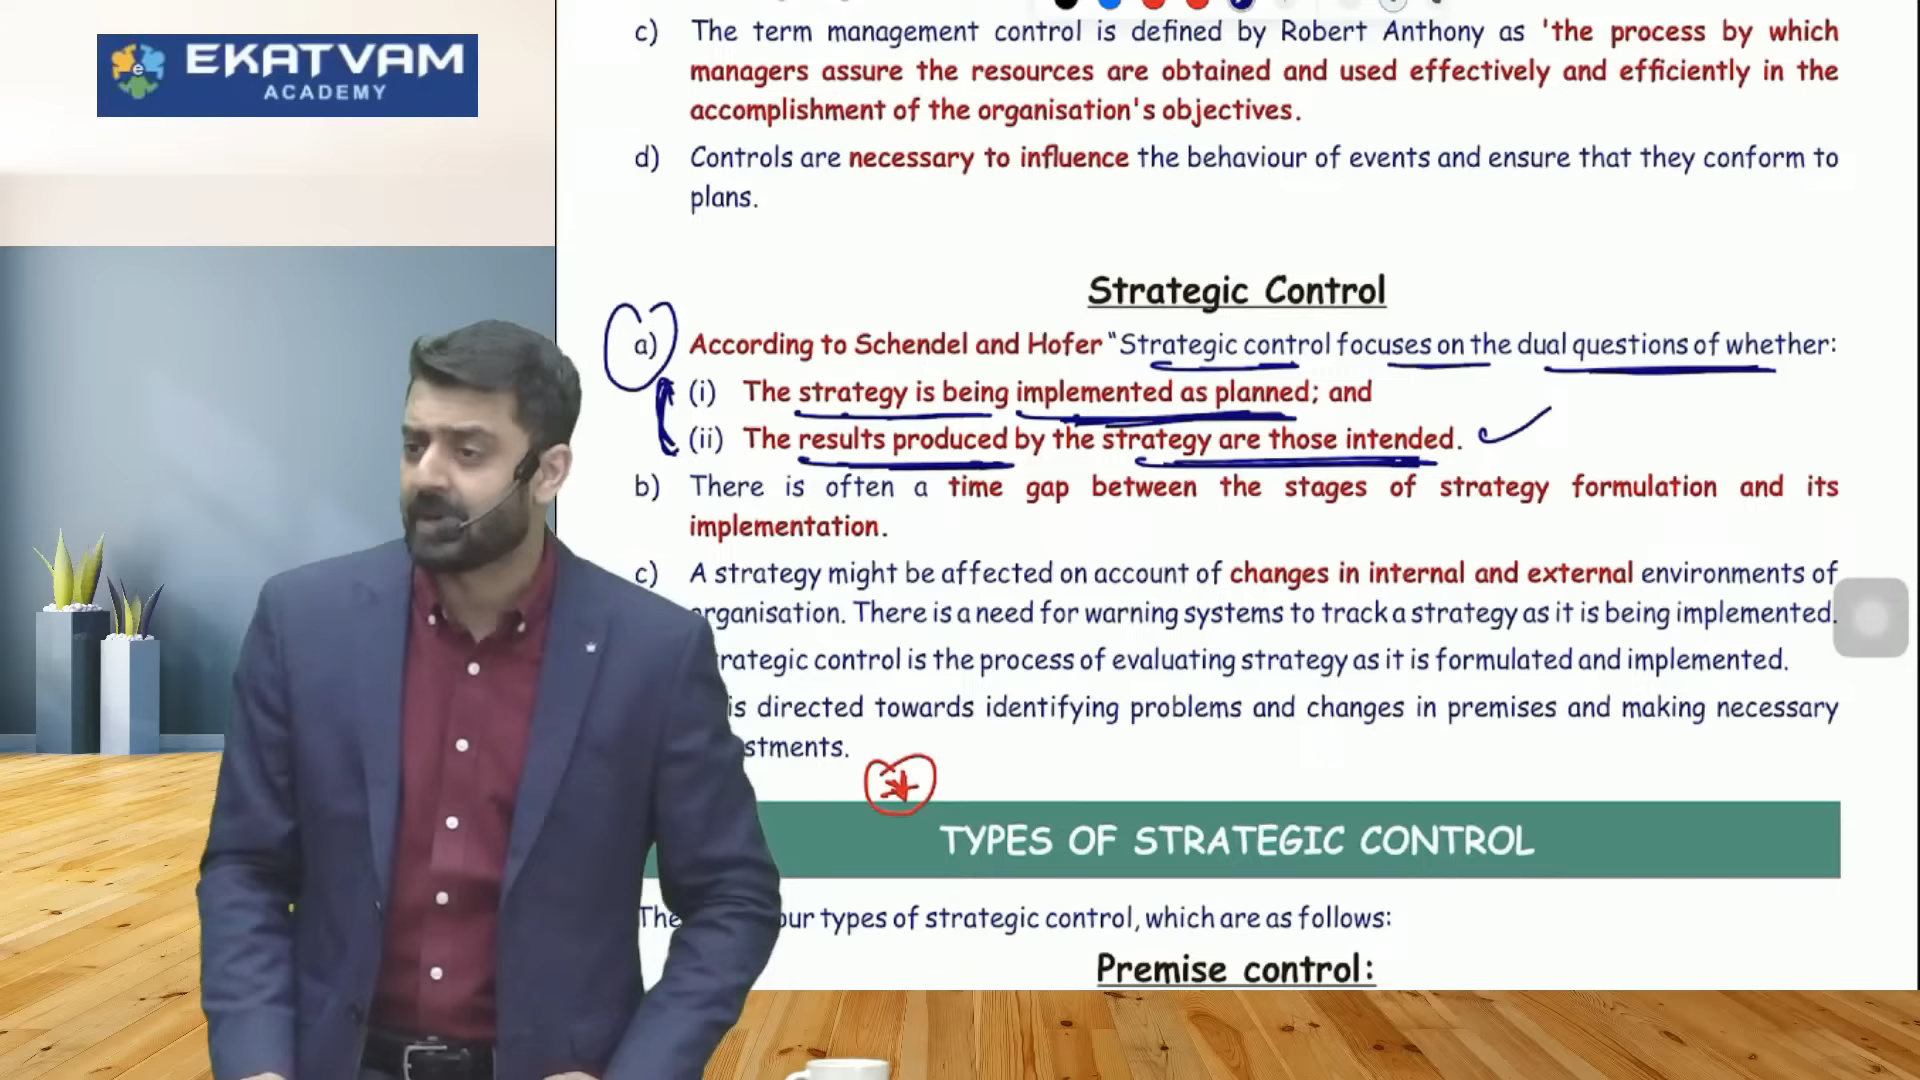 EKATVAM
ACADEMY
c) The term management control is defined by Robert Anthony as 'the process by which
managers assure the resources are obtained and used effectively and efficiently in the
accomplishment of the organisation's objectives.
d) Controls are necessary to influence the behaviour of events and ensure that they conform to
plans.
Strategic Control
a) According to Schendel and Hofer "Strategic control focuses on the dual questions of whether:
(i) The strategy is being implemented as planned; and
(ii) The results produced by the strategy are those intended.
b) There is often a time gap between the stages of strategy formulation and its
implementation.
c) A strategy might be affected on account of changes in internal and external environments of
rganisation. There is a need for warning systems to track a strategy as it is being implemented.
rategic control is the process of evaluating strategy as it is formulated and implemented.
is directed towards identifying problems and changes in premises and making necessary
stments.
TYPES OF STRATEGIC CONTROL
The our types of strategic control, which are as follows:
Premise control: